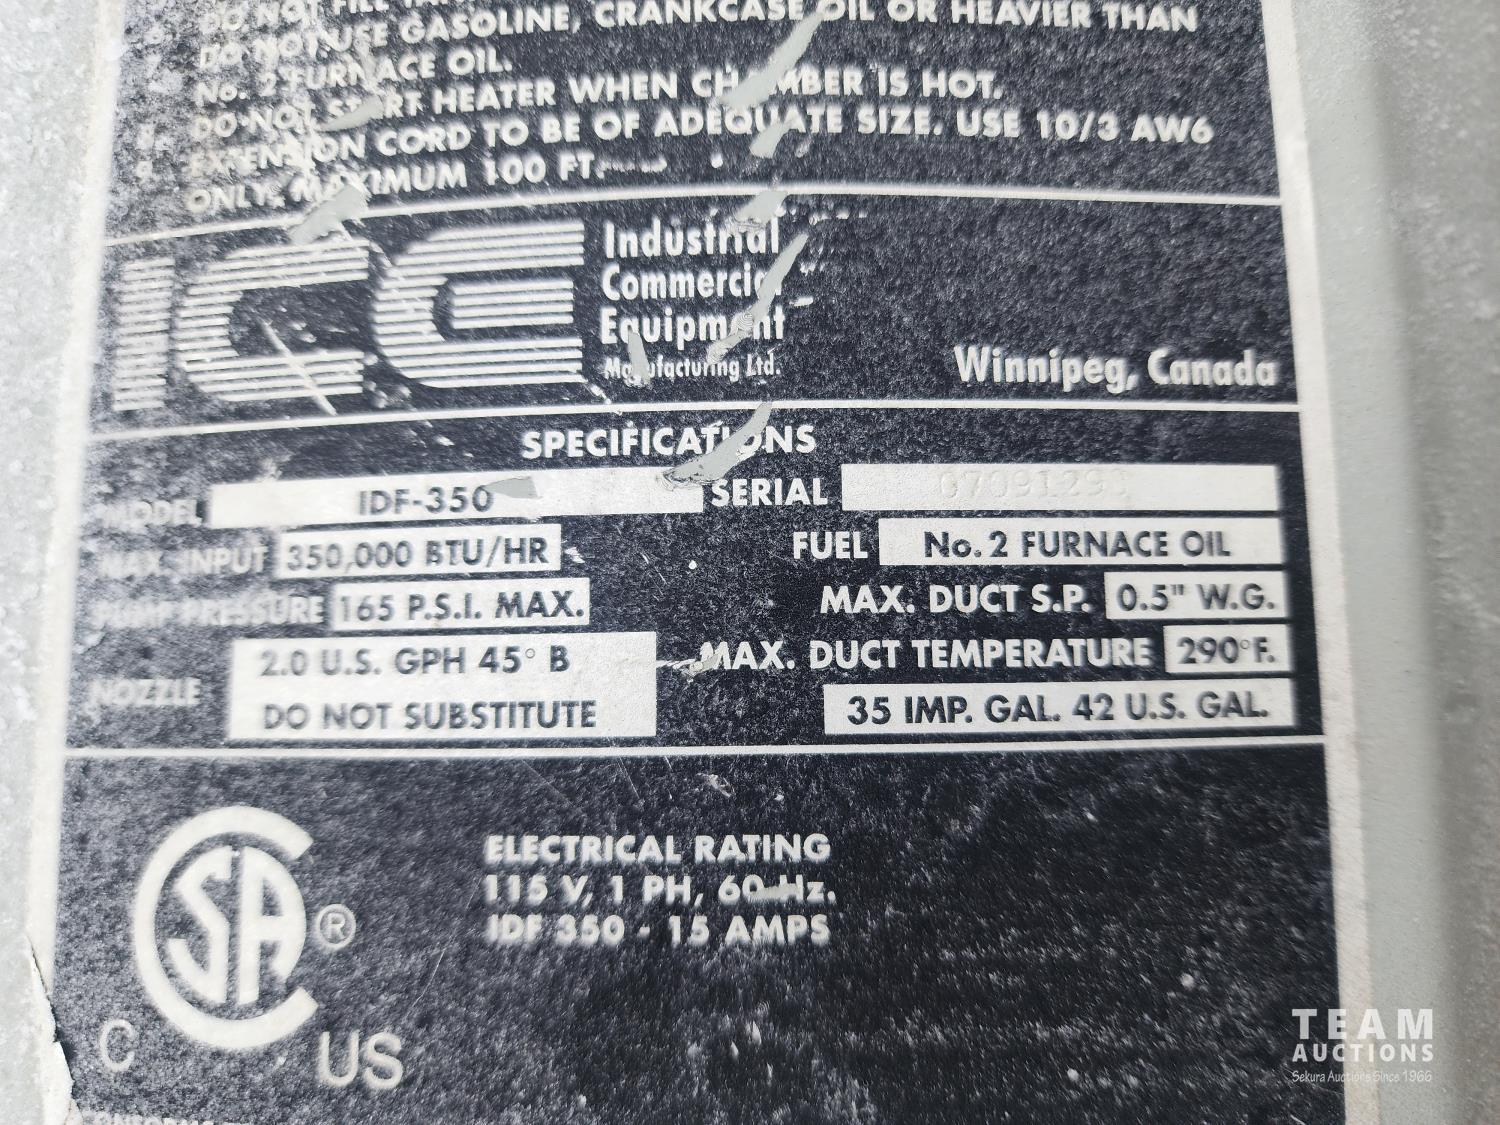 DO NOT FILL
DO NOT USE GASOLINE, CRANKCASE OIL OR HEAVIER THAN
No. 2 FURNACE OIL.
DO NOT START HEATER WHEN CHAMBER IS HOT.
EXTENSION CORD TO BE OF ADEQUATE SIZE. USE 10/3 AW6
ONLY. MAXIMUM 100 FT.
ICE
Industrial
Commercial
Equipment
Manufacturing Ltd.
Winnipeg, Canada
SPECIFICATIONS
MODEL IDF-350 SERIAL
MAX. INPUT 350,000 BTU/HR FUEL No. 2 FURNACE OIL
PUMP PRESSURE 165 P.S.I. MAX. MAX. DUCT S.P. 0.5" W.G.
NOZZLE 2.0 U.S. GPH 45° B MAX. DUCT TEMPERATURE 290°F.
DO NOT SUBSTITUTE 35 IMP. GAL. 42 U.S. GAL.
ELECTRICAL RATING
115 V, 1 PH, 60 Hz.
IDF 350 - 15 AMPS
CSA ®
C US
TEAM
AUCTIONS
Sekura Auctions Since 1966